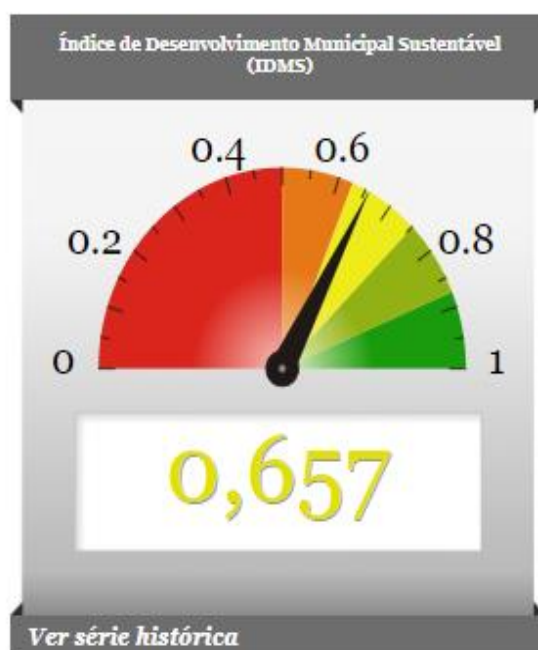 Índice de Desenvolvimento Municipal Sustentável
(IDMS)
0.4
0.6
0.2
0.8
0
1
0,657
Ver série histórica